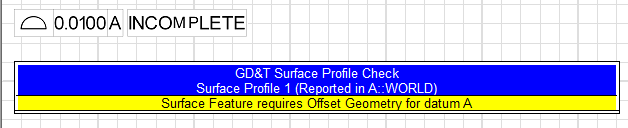 ⌓ 0.0100 A INCOMPLETE
GD&T Surface Profile Check
Surface Profile 1 (Reported in A::WORLD)
Surface Feature requires Offset Geometry for datum A